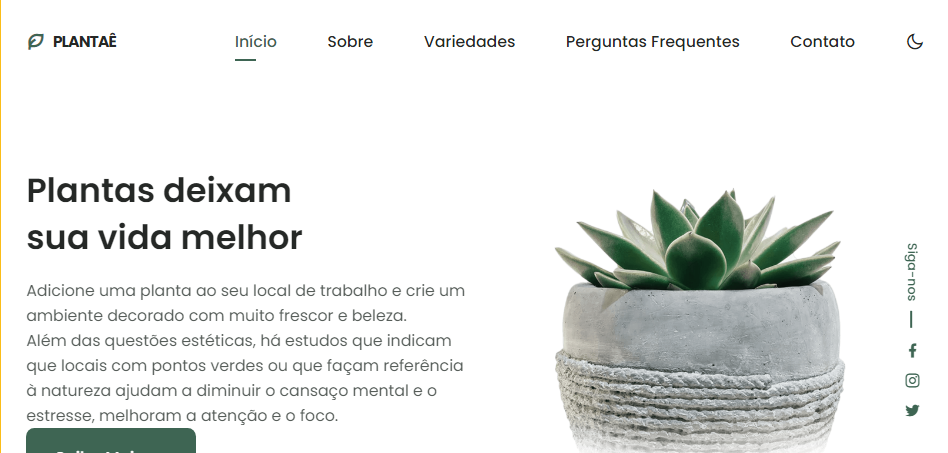 PLANTAÊ
Início
Sobre
Variedades
Perguntas Frequentes
Contato
Plantas deixam
sua vida melhor
Adicione uma planta ao seu local de trabalho e crie um
ambiente decorado com muito frescor e beleza.
Além das questões estéticas, há estudos que indicam
que locais com pontos verdes ou que façam referência
à natureza ajudam a diminuir o cansaço mental e o
estresse, melhoram a atenção e o foco.
Siga-nos